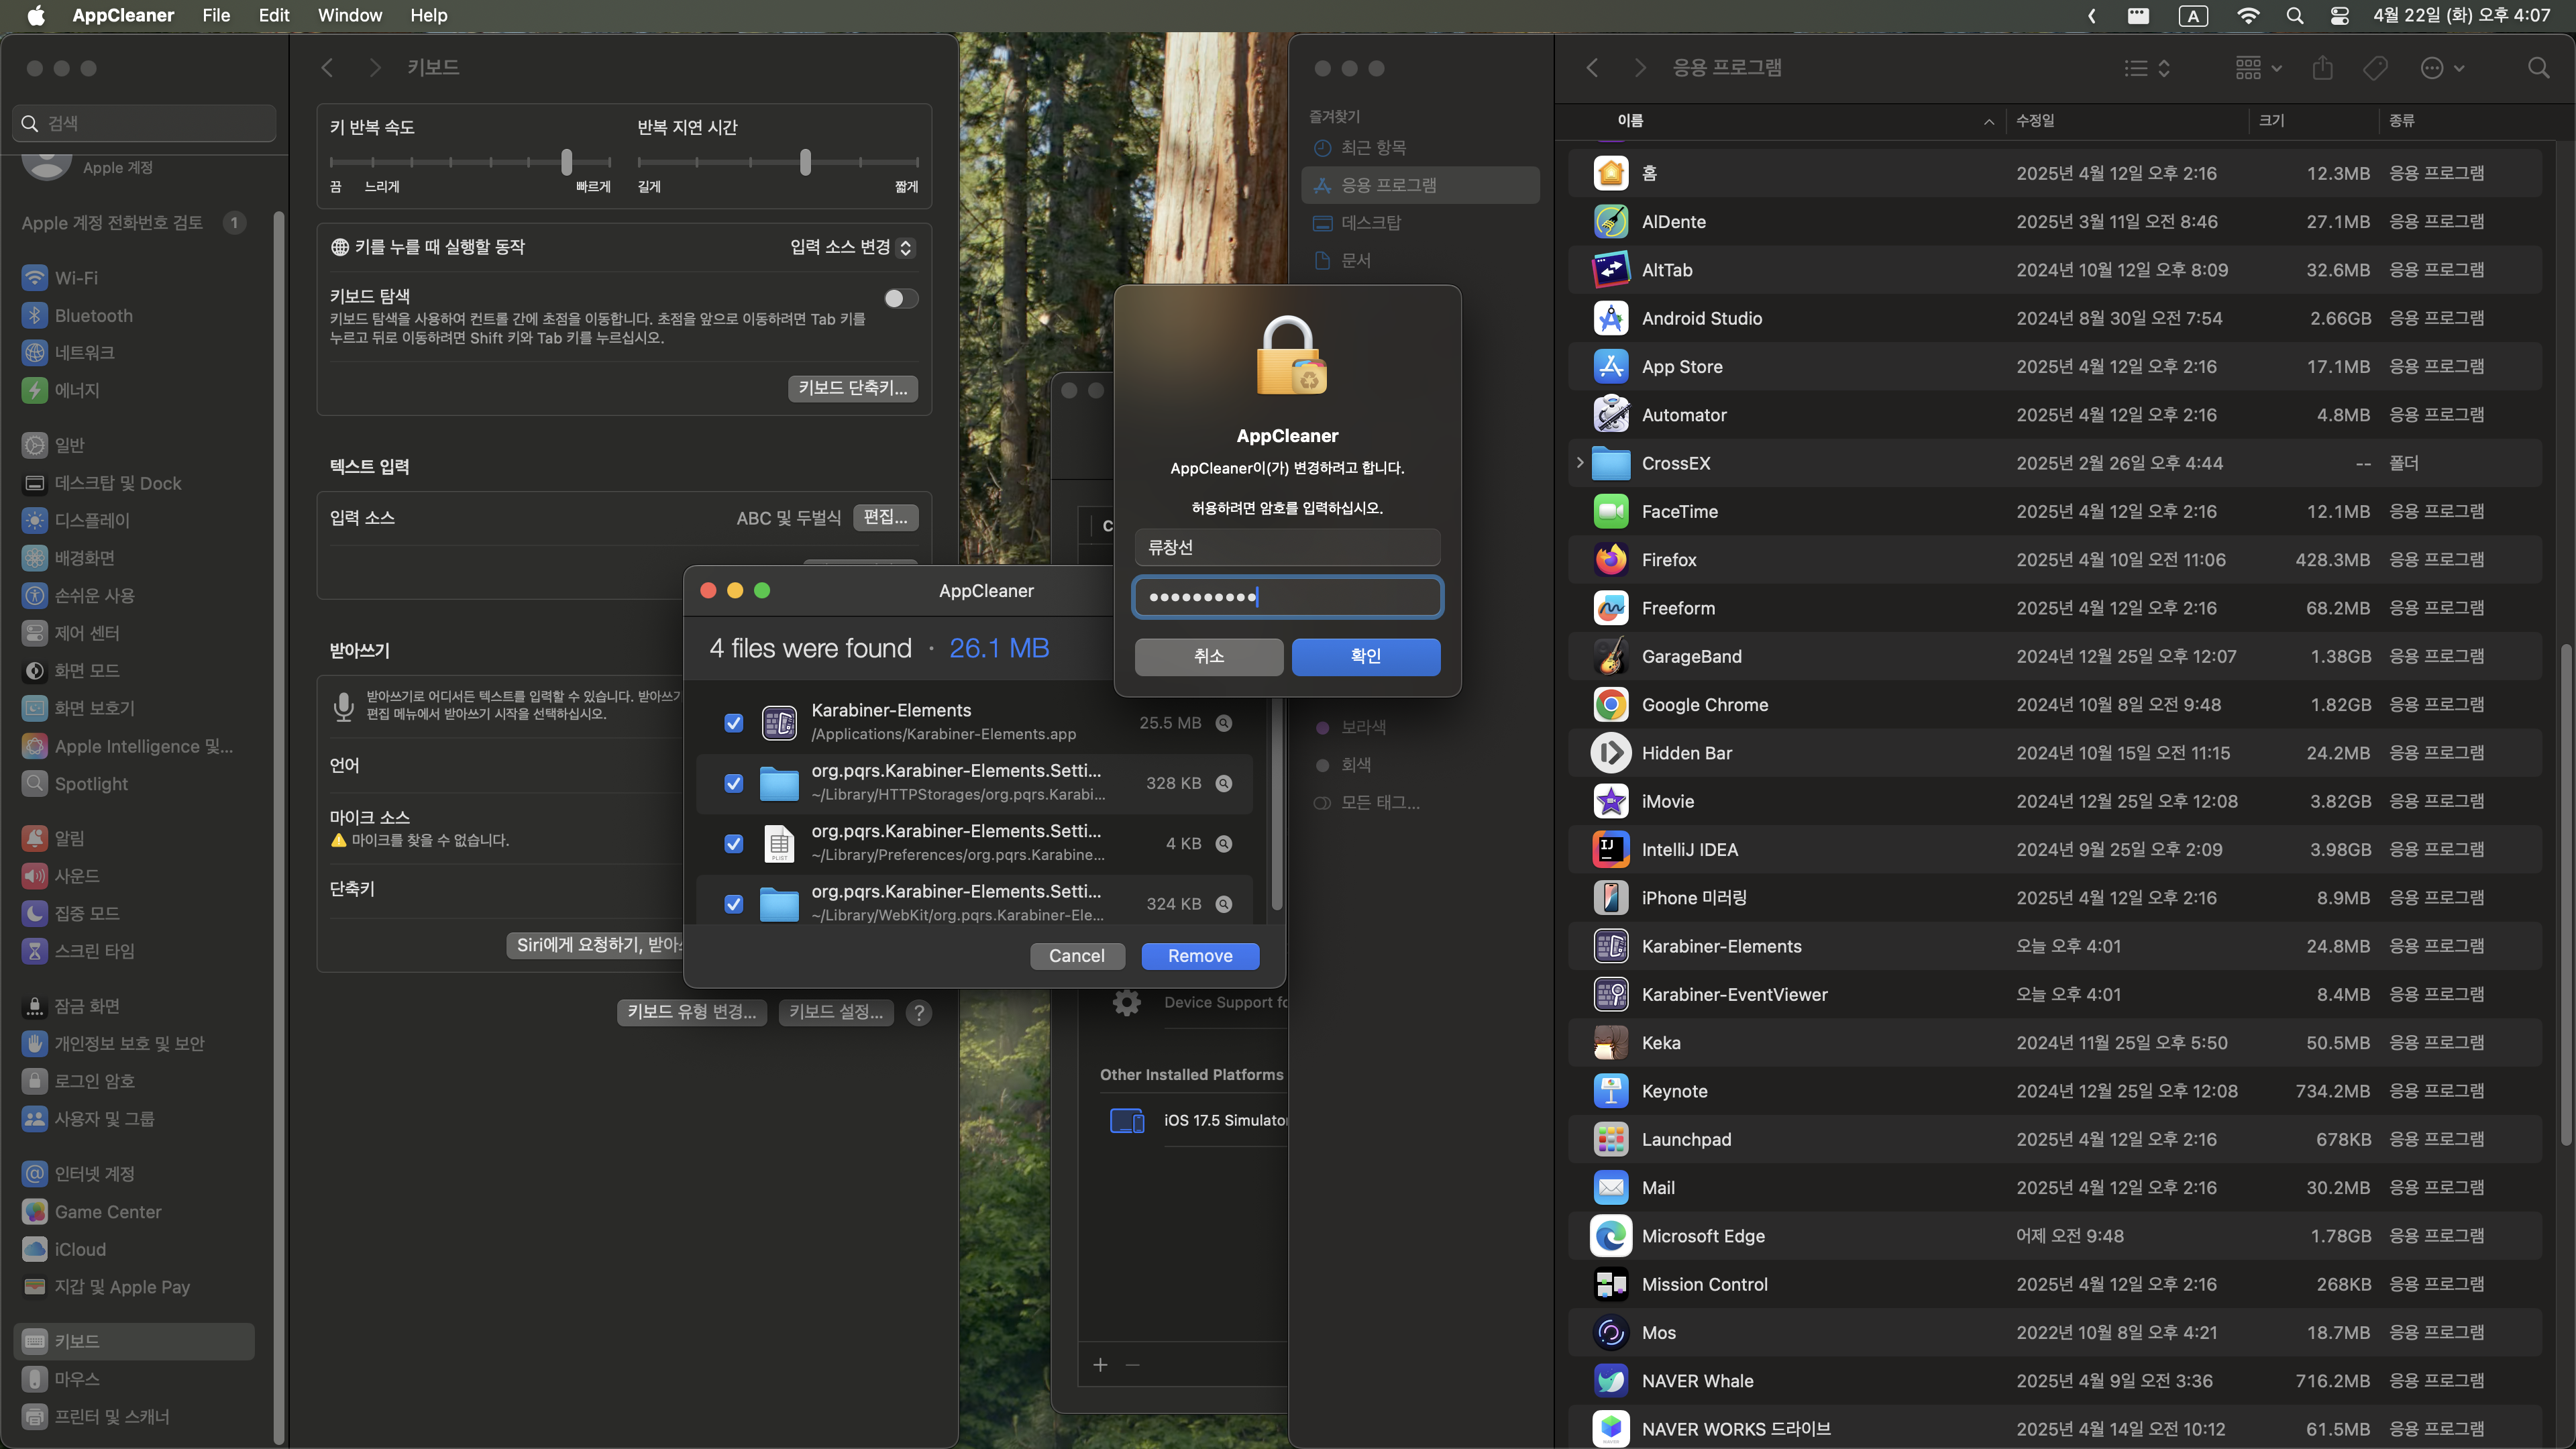 AppCleaner File Edit Window Help
A 4월 22일 (화) 오후 4:07
검색
Apple 계정
Apple 계정 전화번호 검토 1
Wi-Fi
Bluetooth
네트워크
에너지
일반
데스크탑 및 Dock
디스플레이
배경화면
손쉬운 사용
제어 센터
화면 모드
화면 보호기
Apple Intelligence 및...
Spotlight
알림
사운드
집중 모드
스크린 타임
잠금 화면
개인정보 보호 및 보안
로그인 암호
사용자 및 그룹
인터넷 계정
Game Center
iCloud
지갑 및 Apple Pay
키보드
마우스
프린터 및 스캐너
키보드
키 반복 속도 반복 지연 시간
끔 느리게 빠르게 길게 짧게
키를 누를 때 실행할 동작 입력 소스 변경
키보드 탐색
키보드 탐색을 사용하여 컨트롤 간에 초점을 이동합니다. 초점을 앞으로 이동하려면 Tab 키를
누르고 뒤로 이동하려면 Shift 키와 Tab 키를 누르십시오.
키보드 단축키...
텍스트 입력
입력 소스 ABC 및 두벌식 편집...
받아쓰기
받아쓰기로 어디서든 텍스트를 입력할 수 있습니다. 받아쓰기
편집 메뉴에서 받아쓰기 시작을 선택하십시오.
언어
마이크 소스
마이크를 찾을 수 없습니다.
단축키
Siri에게 요청하기, 받아
키보드 유형 변경... 키보드 설정... ?
AppCleaner
4 files were found · 26.1 MB
Karabiner-Elements
/Applications/Karabiner-Elements.app
25.5 MB
org.pqrs.Karabiner-Elements.Setti...
~/Library/HTTPStorages/org.pqrs.Karabi...
328 KB
org.pqrs.Karabiner-Elements.Setti...
~/Library/Preferences/org.pqrs.Karabine...
4 KB
PLIST
org.pqrs.Karabiner-Elements.Setti...
~/Library/WebKit/org.pqrs.Karabiner-Ele...
324 KB
Cancel Remove
AppCleaner
AppCleaner이(가) 변경하려고 합니다.
허용하려면 암호를 입력하십시오.
류창선
••••••••••
취소 확인
C
Device Support fo
Other Installed Platforms
iOS 17.5 Simulato
즐겨찾기
최근 항목
응용 프로그램
데스크탑
문서
보라색
회색
모든 태그...
응용 프로그램
이름 수정일 크기 종류
홈 2025년 4월 12일 오후 2:16 12.3MB 응용 프로그램
AlDente 2025년 3월 11일 오전 8:46 27.1MB 응용 프로그램
AltTab 2024년 10월 12일 오후 8:09 32.6MB 응용 프로그램
Android Studio 2024년 8월 30일 오전 7:54 2.66GB 응용 프로그램
App Store 2025년 4월 12일 오후 2:16 17.1MB 응용 프로그램
Automator 2025년 4월 12일 오후 2:16 4.8MB 응용 프로그램
CrossEX 2025년 2월 26일 오후 4:44 -- 폴더
FaceTime 2025년 4월 12일 오후 2:16 12.1MB 응용 프로그램
Firefox 2025년 4월 10일 오전 11:06 428.3MB 응용 프로그램
Freeform 2025년 4월 12일 오후 2:16 68.2MB 응용 프로그램
GarageBand 2024년 12월 25일 오후 12:07 1.38GB 응용 프로그램
Google Chrome 2024년 10월 8일 오전 9:48 1.82GB 응용 프로그램
Hidden Bar 2024년 10월 15일 오전 11:15 24.2MB 응용 프로그램
iMovie 2024년 12월 25일 오후 12:08 3.82GB 응용 프로그램
IntelliJ IDEA 2024년 9월 25일 오후 2:09 3.98GB 응용 프로그램
iPhone 미러링 2025년 4월 12일 오후 2:16 8.9MB 응용 프로그램
Karabiner-Elements 오늘 오후 4:01 24.8MB 응용 프로그램
Karabiner-EventViewer 오늘 오후 4:01 8.4MB 응용 프로그램
Keka 2024년 11월 25일 오후 5:50 50.5MB 응용 프로그램
Keynote 2024년 12월 25일 오후 12:08 734.2MB 응용 프로그램
Launchpad 2025년 4월 12일 오후 2:16 678KB 응용 프로그램
Mail 2025년 4월 12일 오후 2:16 30.2MB 응용 프로그램
Microsoft Edge 어제 오전 9:48 1.78GB 응용 프로그램
Mission Control 2025년 4월 12일 오후 2:16 268KB 응용 프로그램
Mos 2022년 10월 8일 오후 4:21 18.7MB 응용 프로그램
NAVER Whale 2025년 4월 9일 오전 3:36 716.2MB 응용 프로그램
NAVER WORKS 드라이브 2025년 4월 14일 오전 10:12 61.5MB 응용 프로그램